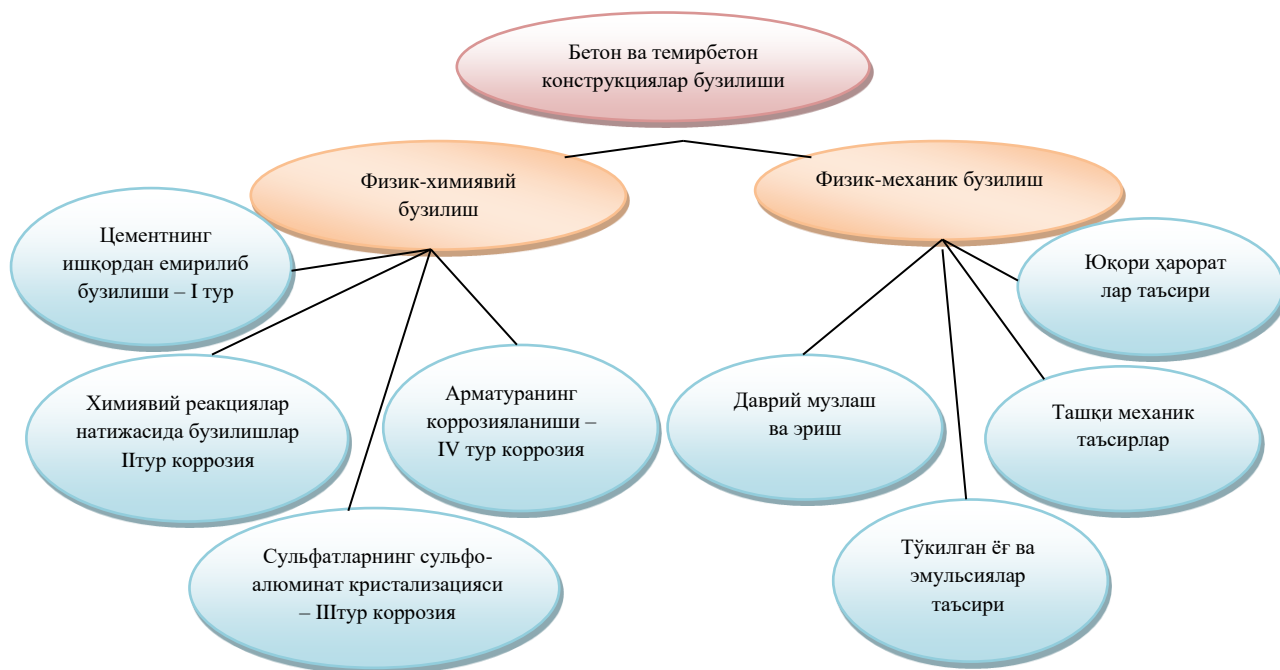 Бетон ва темирбетон
конструкциялар бузилиши
Физик-химиявий
бузилиш
Физик-механик бузилиш
Цементнинг
ишқордан емирилиб
бузилиши – I тур
Юқори ҳарорат
лар таъсири
Химиявий реакциялар
натижасида бузилишлар
IIтур коррозия
Арматуранинг
коррозияланиши –
IV тур коррозия
Даврий музлаш
ва эриш
Ташқи механик
таъсирлар
Сульфатларнинг сульфо-
алюминат кристализацияси
– IIIтур коррозия
Тўкилган ёғ ва
эмульсиялар
таъсири